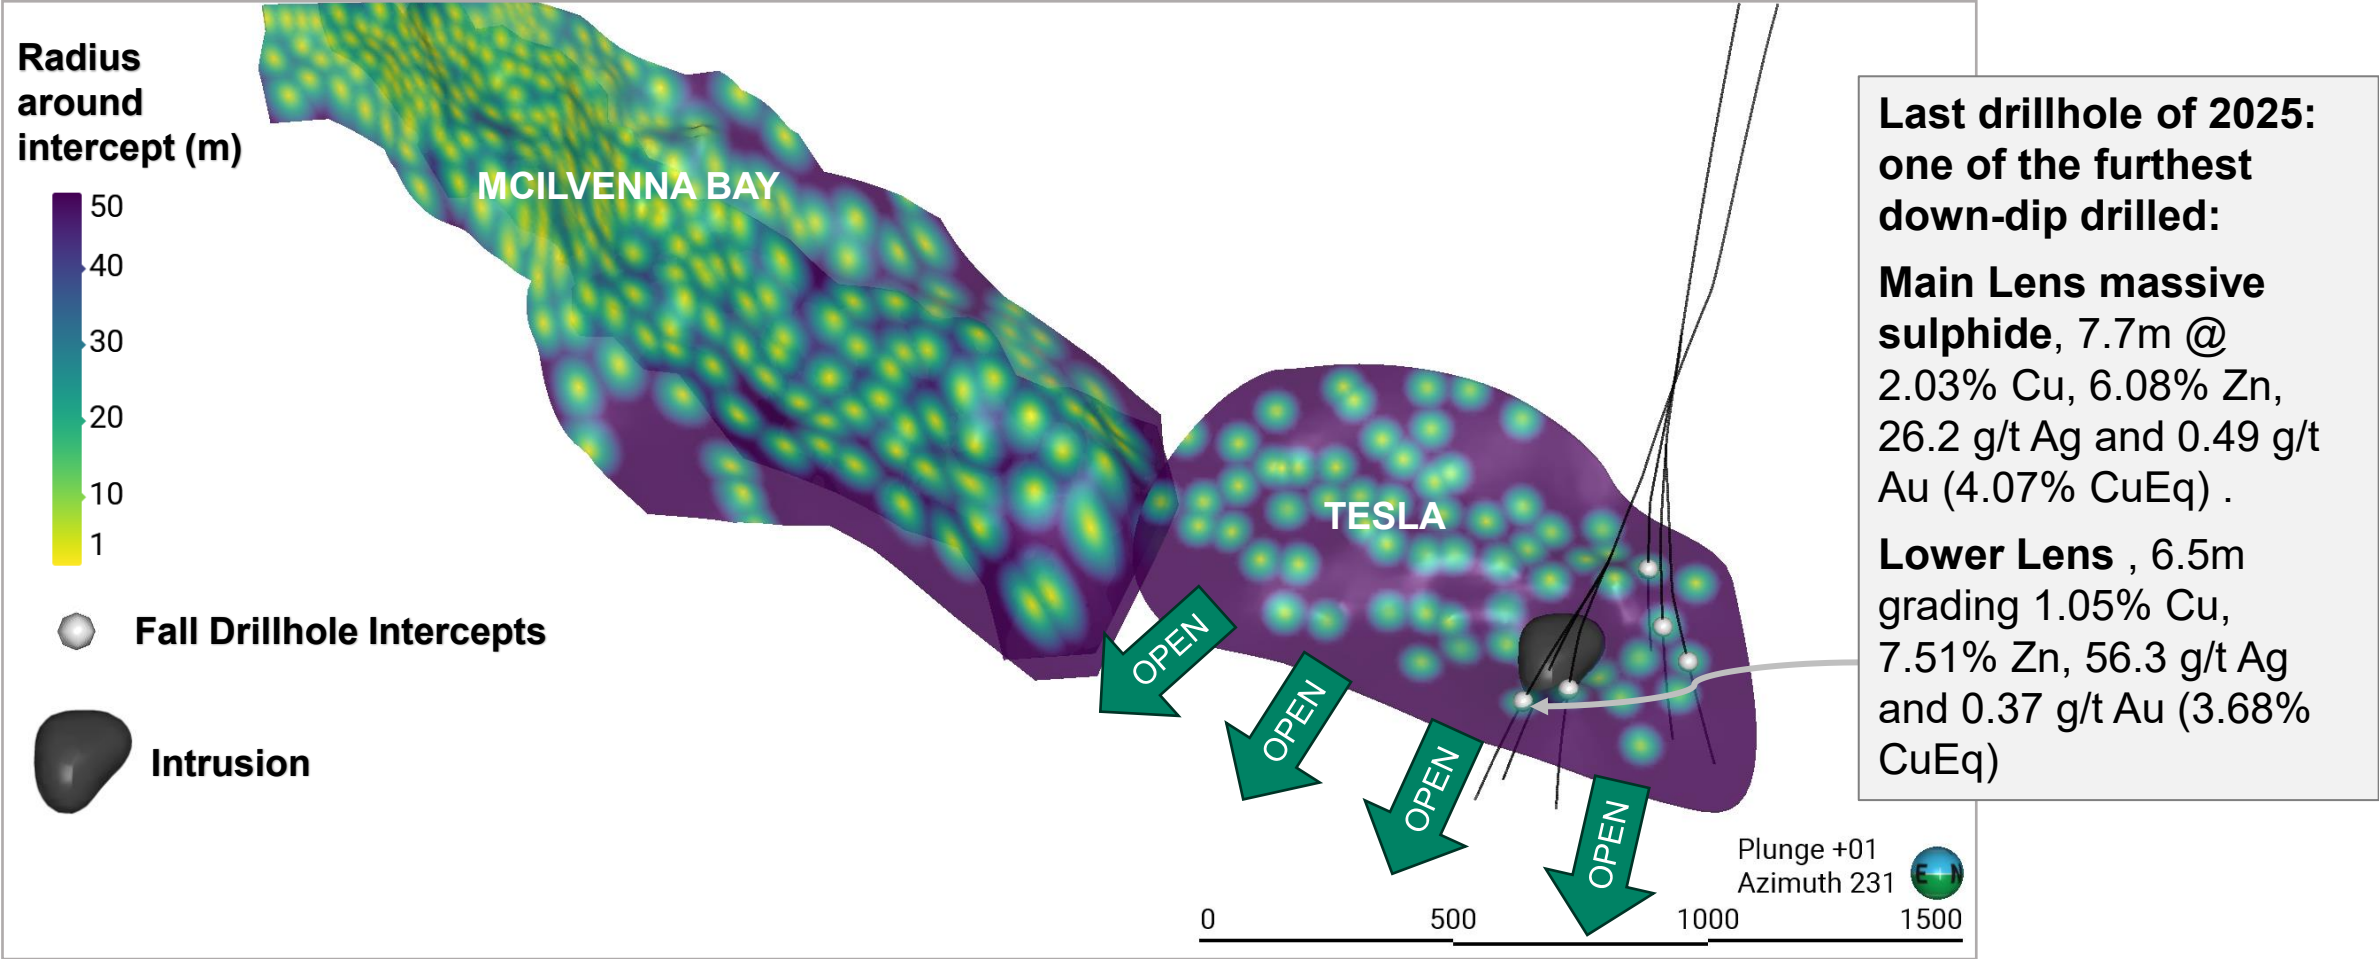 Radius
around
intercept (m)
50
40
30
20
10
1
Fall Drillhole Intercepts
Intrusion
MCILVENNA BAY
TESLA
OPEN
OPEN
OPEN
OPEN
Last drillhole of 2025:
one of the furthest
down-dip drilled:
Main Lens massive
sulphide, 7.7m @
2.03% Cu, 6.08% Zn,
26.2 g/t Ag and 0.49 g/t
Au (4.07% CuEq) .
Lower Lens , 6.5m
grading 1.05% Cu,
7.51% Zn, 56.3 g/t Ag
and 0.37 g/t Au (3.68%
CuEq)
Plunge +01
Azimuth 231
E N
0 500 1000 1500